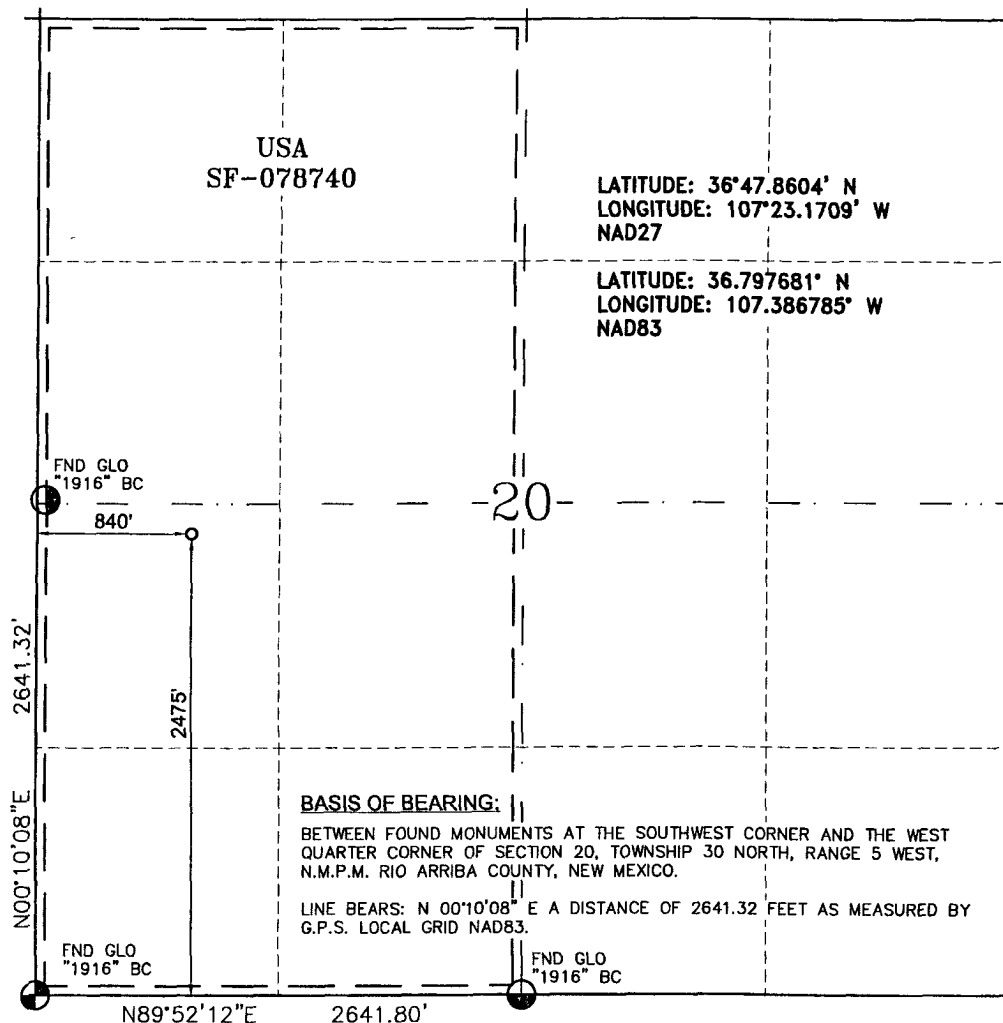 USA
SF-078740
LATITUDE: 36°47.8604' N
LONGITUDE: 107°23.1709' W
NAD27
LATITUDE: 36.797681° N
LONGITUDE: 107.386785° W
NAD83
FND GLO
"1916" BC
20
840'
2641.32'
2475'
N00°10'08"E
BASIS OF BEARING:
BETWEEN FOUND MONUMENTS AT THE SOUTHWEST CORNER AND THE WEST
QUARTER CORNER OF SECTION 20, TOWNSHIP 30 NORTH, RANGE 5 WEST,
N.M.P.M. RIO ARRIBA COUNTY, NEW MEXICO.
LINE BEARS: N 00°10'08" E A DISTANCE OF 2641.32 FEET AS MEASURED BY
G.P.S. LOCAL GRID NAD83.
FND GLO
"1916" BC
FND GLO
"1916" BC
N89°52'12"E 2641.80'